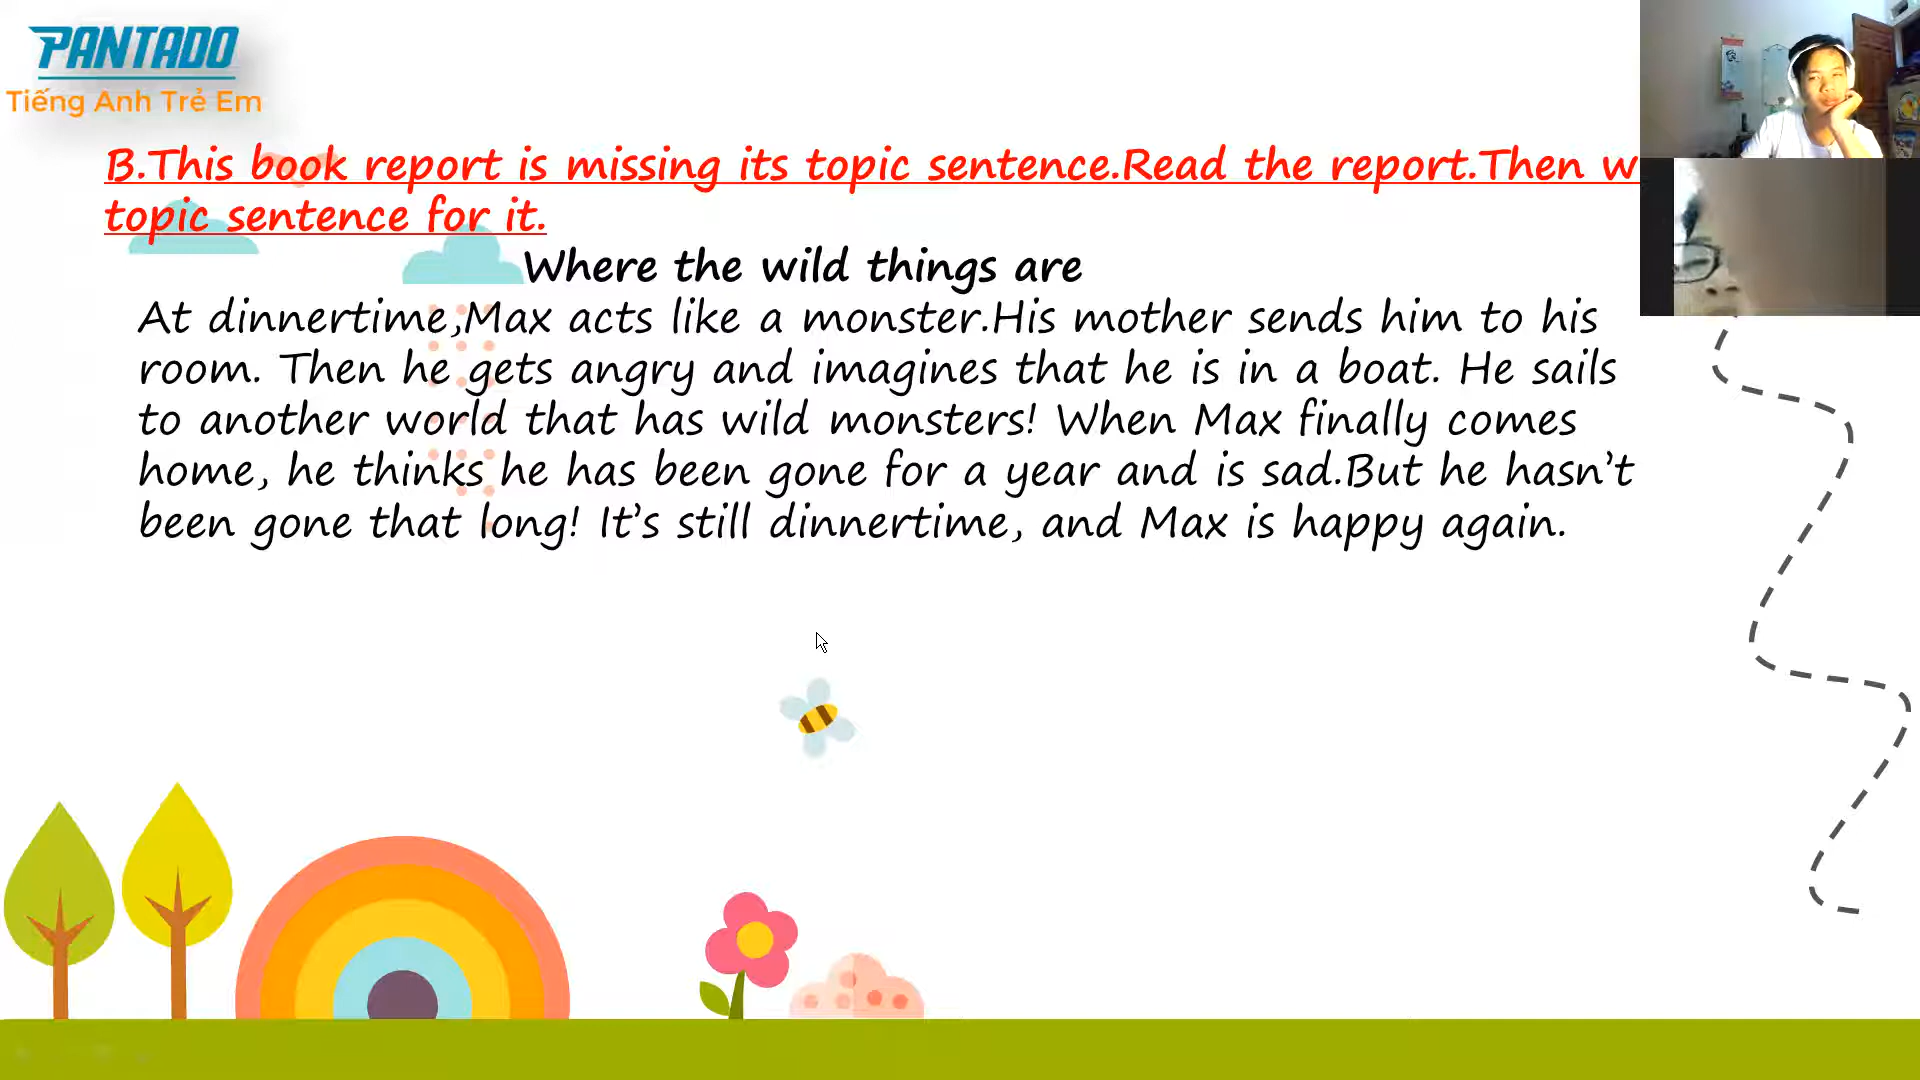 PANTADO
Tiếng Anh Trẻ Em
B.This book report is missing its topic sentence.Read the report.Then w
topic sentence for it.
Where the wild things are
At dinnertime,Max acts like a monster.His mother sends him to his
room. Then he gets angry and imagines that he is in a boat. He sails
to another world that has wild monsters! When Max finally comes
home, he thinks he has been gone for a year and is sad.But he hasn't
been gone that long! It's still dinnertime, and Max is happy again.